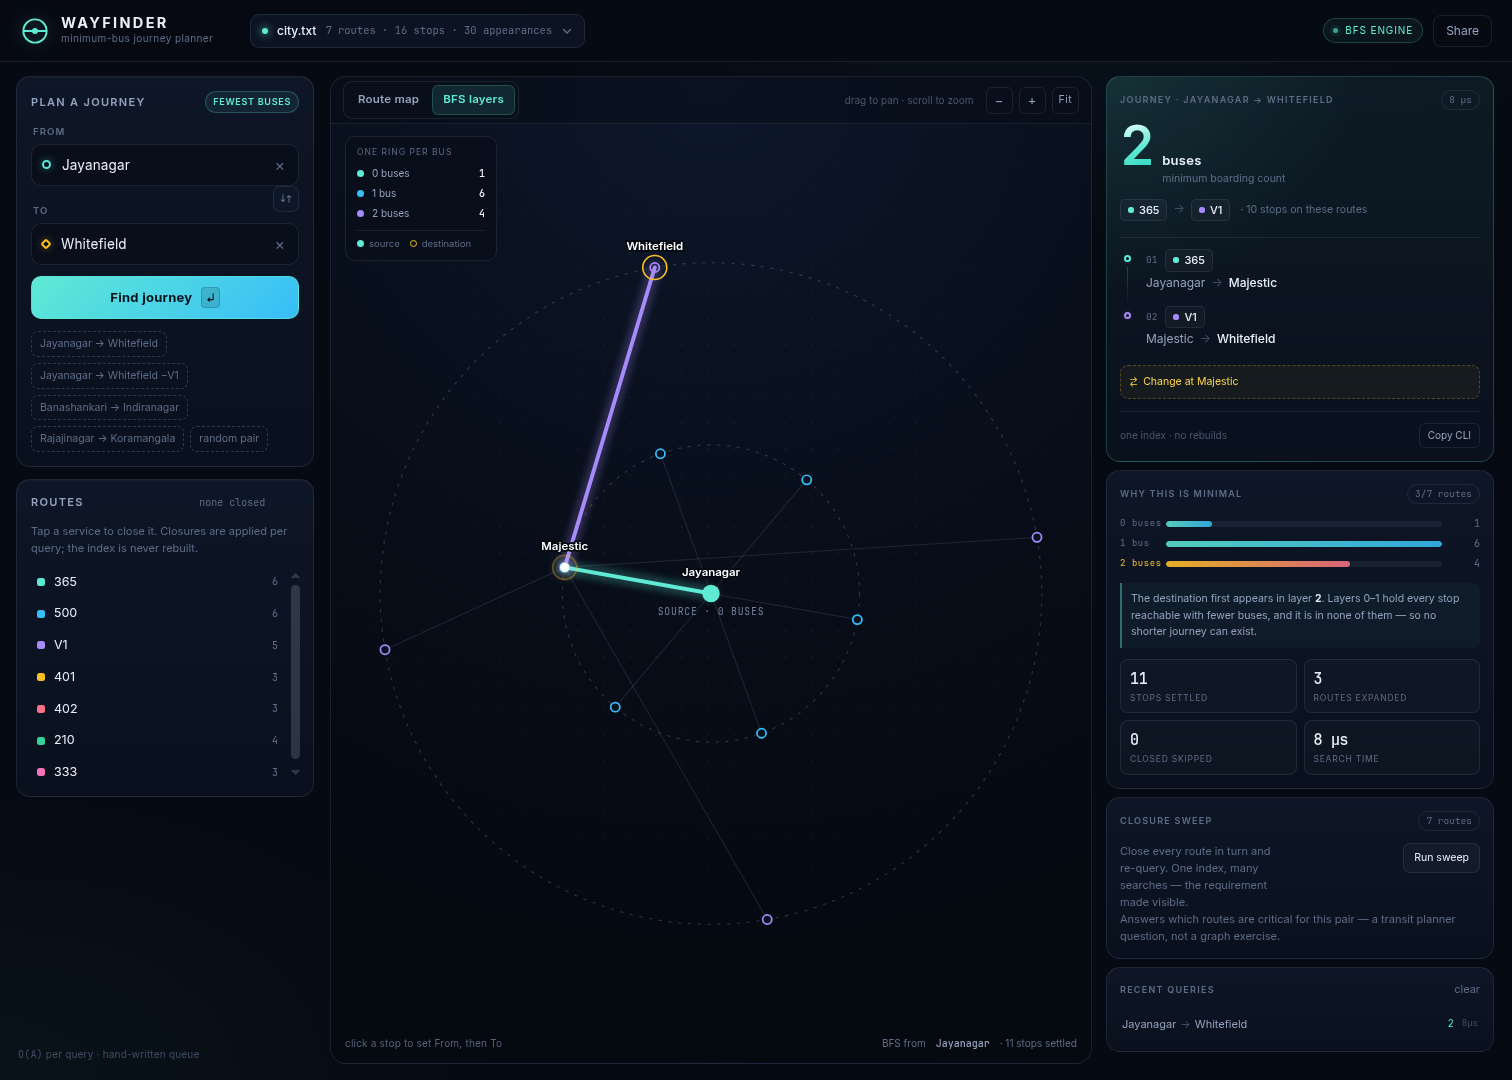 WAYFINDER
minimum-bus journey planner
city.txt 7 routes · 16 stops · 30 appearances
BFS ENGINE
Share
PLAN A JOURNEY
FEWEST BUSES
FROM
Jayanagar ×
TO
Whitefield ×
Find journey ↲
Jayanagar → Whitefield
Jayanagar → Whitefield −V1
Banashankari → Indiranagar
Rajajinagar → Koramangala
random pair
ROUTES
none closed
Tap a service to close it. Closures are applied per
query; the index is never rebuilt.
365 6
500 6
V1 5
401 3
402 3
210 4
333 3
O(A) per query · hand-written queue
Route map
BFS layers
drag to pan · scroll to zoom
−
+
Fit
ONE RING PER BUS
0 buses 1
1 bus 6
2 buses 4
source
destination
Whitefield
Majestic
Jayanagar
SOURCE · 0 BUSES
click a stop to set From, then To
BFS from Jayanagar · 11 stops settled
JOURNEY · JAYANAGAR → WHITEFIELD
8 µs
2 buses
minimum boarding count
365 → V1 · 10 stops on these routes
01 365
Jayanagar → Majestic
02 V1
Majestic → Whitefield
⇄ Change at Majestic
one index · no rebuilds
Copy CLI
WHY THIS IS MINIMAL
3/7 routes
0 buses 1
1 bus 6
2 buses 4
The destination first appears in layer 2. Layers 0–1 hold every stop
reachable with fewer buses, and it is in none of them — so no
shorter journey can exist.
11
STOPS SETTLED
3
ROUTES EXPANDED
0
CLOSED SKIPPED
8 µs
SEARCH TIME
CLOSURE SWEEP
7 routes
Close every route in turn and
re-query. One index, many
searches — the requirement
made visible.
Run sweep
Answers which routes are critical for this pair — a transit planner
question, not a graph exercise.
RECENT QUERIES
clear
Jayanagar → Whitefield 2 8µs